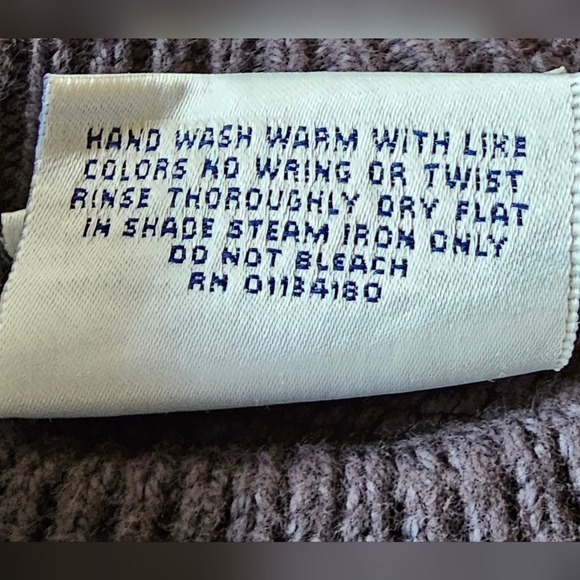 HAND WASH WARM WITH LIKE
COLORS NO WRING OR TWIST
RINSE THOROUGHLY DRY FLAT
IN SHADE STEAM IRON ONLY
DO NOT BLEACH
RN 01134180